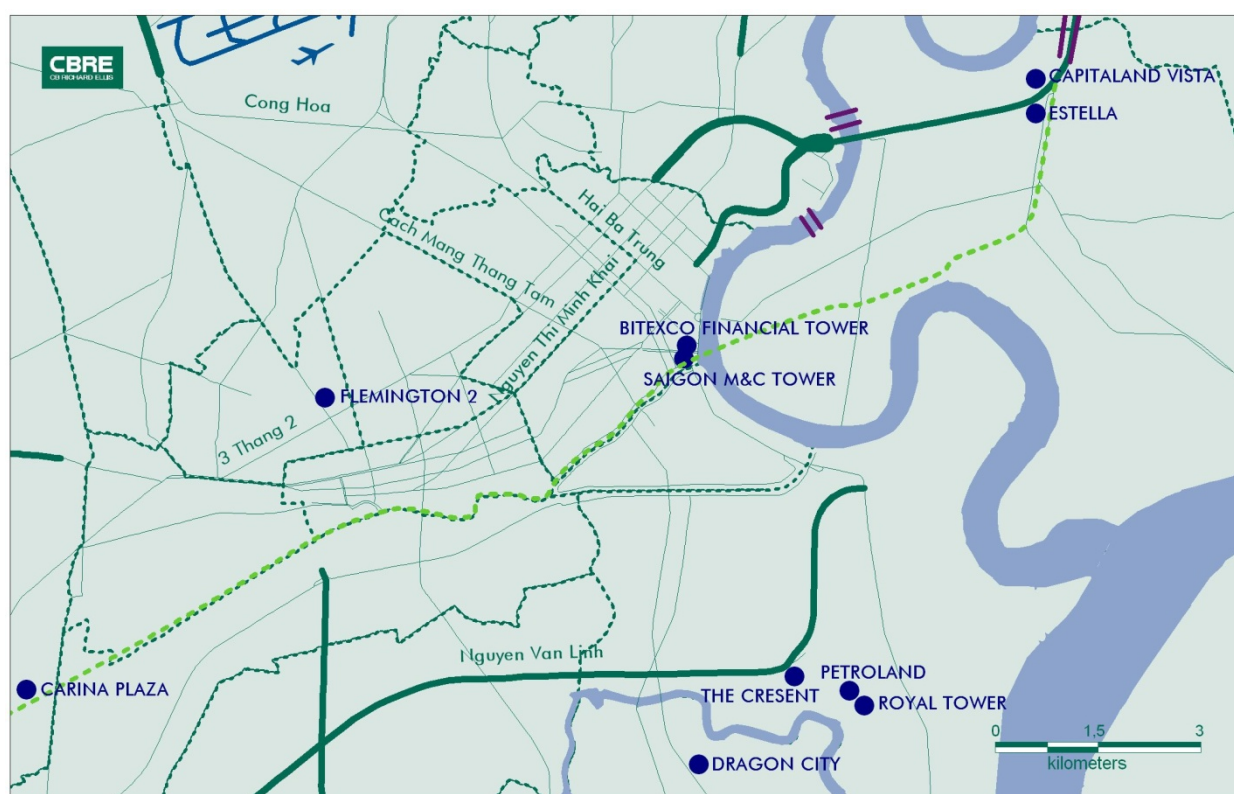 CBRE
CB RICHARD ELLIS
Cong Hoa
CAPITALAND VISTA
ESTELLA
Hai Ba Trung
Cach Mang Thang Tam
Nguyen Thi Minh Khai
BITEXCO FINANCIAL TOWER
SAIGON M&C TOWER
FLEMINGTON 2
3 Thang 2
Nguyen Van Linh
CARINA PLAZA
PETROLAND
THE CRESENT
ROYAL TOWER
DRAGON CITY
0 1,5 3
kilometers